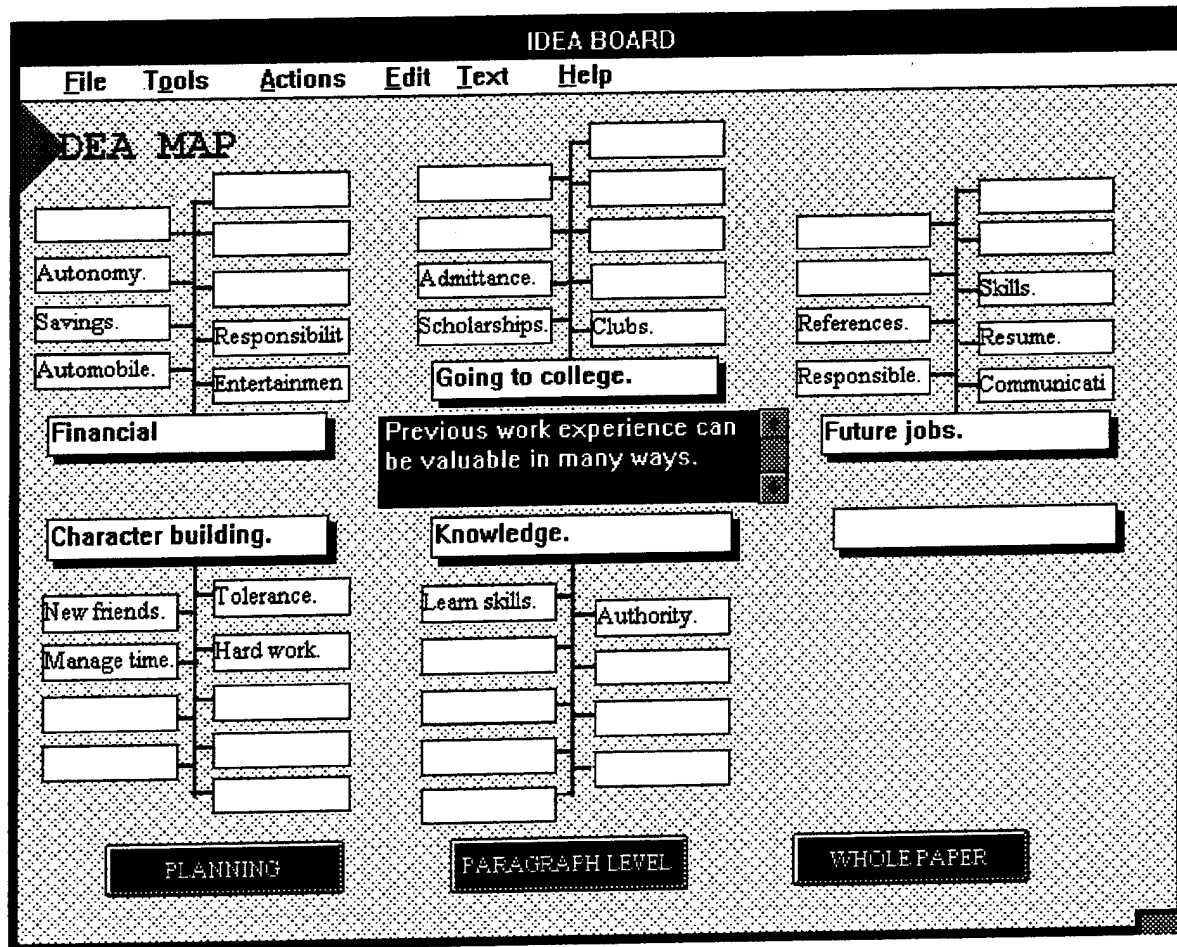 IDEA BOARD
File Tools Actions Edit Text Help
IDEA MAP
Autonomy.
Savings.
Automobile.
Responsibilit
Entertainmen
Financial
Admittance.
Scholarships.
Clubs.
Going to college.
References.
Responsible.
Skills.
Resume.
Communicati
Future jobs.
Previous work experience can
be valuable in many ways.
Character building.
New friends.
Manage time.
Tolerance.
Hard work.
Knowledge.
Learn skills.
Authority.
PLANNING
PARAGRAPH LEVEL
WHOLE PAPER